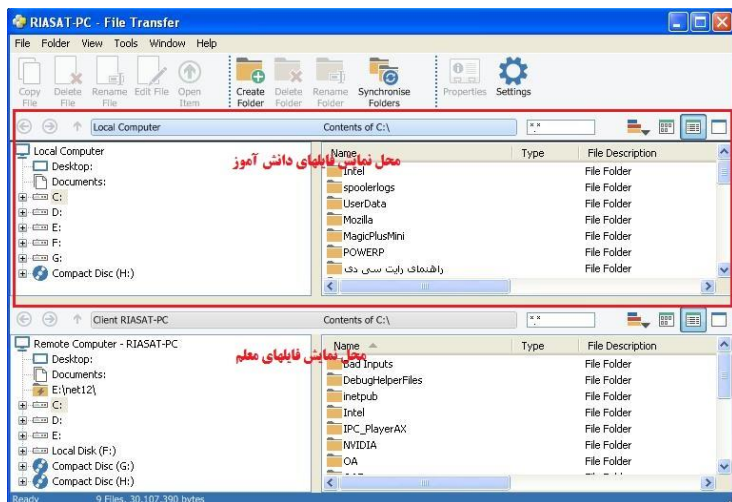 RIASAT-PC - File Transfer
File Folder View Tools Window Help
Copy File Delete File Rename File Edit File Open Item Create Folder Delete Folder Rename Folder Synchronise Folders Properties Settings
Local Computer Contents of C:\ *.*
Local Computer
Desktop:
Documents:
C:
D:
E:
F:
G:
Compact Disc (H:)
محل نمایش فایلهای دانش آموز
Name Type File Description
Intel File Folder
spoolerlogs File Folder
UserData File Folder
Mozilla File Folder
MagicPlusMini File Folder
POWERP File Folder
راهنمای رایت سی دی File Folder
Client RIASAT-PC Contents of C:\ *.*
Remote Computer - RIASAT-PC
Desktop:
Documents:
E:\net12\
C:
D:
E:
Local Disk (F:)
Compact Disc (G:)
Compact Disc (H:)
محل نمایش فایلهای معلم
Name Type File Description
Bad Inputs File Folder
DebugHelperFiles File Folder
inetpub File Folder
Intel File Folder
IPC_PlayerAX File Folder
NVIDIA File Folder
OA File Folder
Ready 9 Files, 30,107,390 bytes